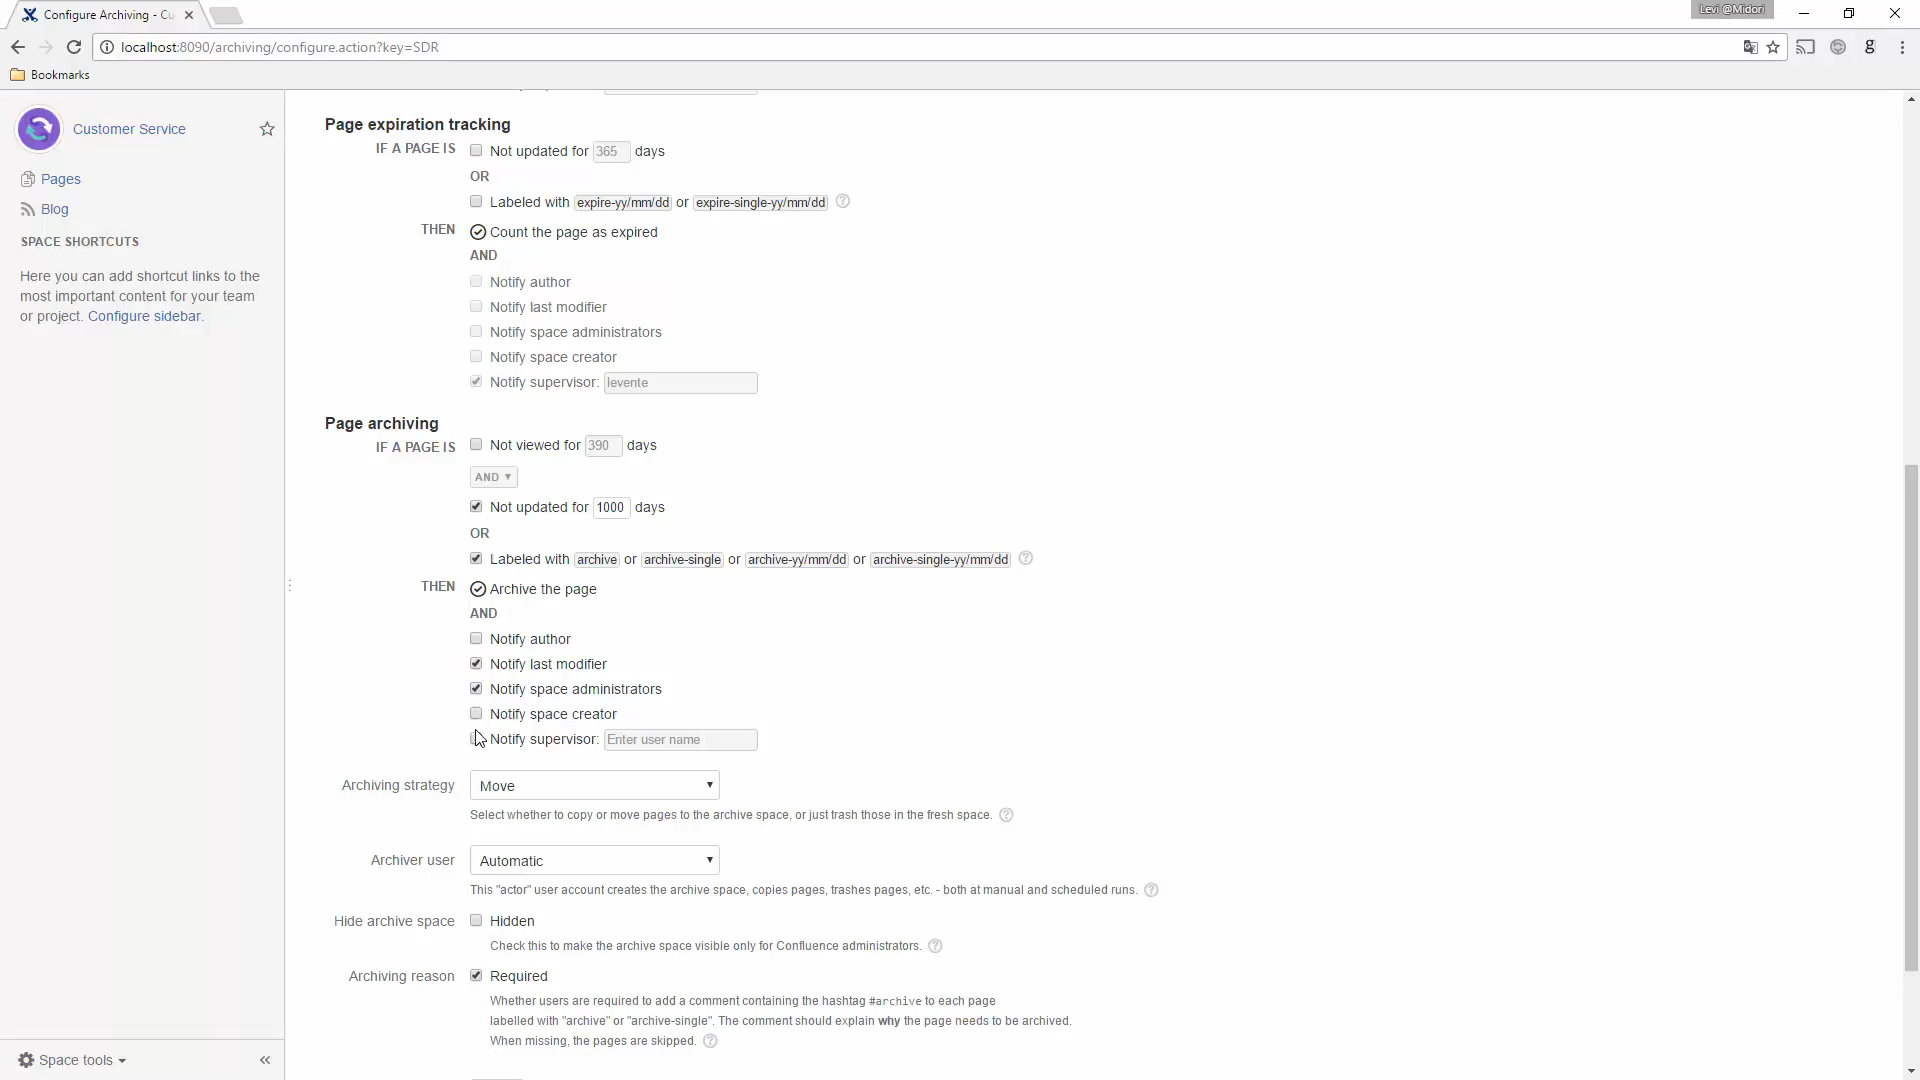 Configure Archiving - Cu
Levi @Midori
localhost:8090/archiving/configure.action?key=SDR
g
Bookmarks
Customer Service
Pages
Blog
SPACE SHORTCUTS
Here you can add shortcut links to the
most important content for your team
or project. Configure sidebar.
Space tools
Page expiration tracking
IF A PAGE IS Not updated for 365 days
OR
Labeled with expire-yy/mm/dd or expire-single-yy/mm/dd ?
THEN Count the page as expired
AND
Notify author
Notify last modifier
Notify space administrators
Notify space creator
Notify supervisor: levente
Page archiving
IF A PAGE IS Not viewed for 390 days
AND
Not updated for 1000 days
OR
Labeled with archive or archive-single or archive-yy/mm/dd or archive-single-yy/mm/dd ?
THEN Archive the page
AND
Notify author
Notify last modifier
Notify space administrators
Notify space creator
Notify supervisor: Enter user name
Archiving strategy Move
Select whether to copy or move pages to the archive space, or just trash those in the fresh space. ?
Archiver user Automatic
This "actor" user account creates the archive space, copies pages, trashes pages, etc. - both at manual and scheduled runs. ?
Hide archive space Hidden
Check this to make the archive space visible only for Confluence administrators. ?
Archiving reason Required
Whether users are required to add a comment containing the hashtag #archive to each page
labelled with "archive" or "archive-single". The comment should explain why the page needs to be archived.
When missing, the pages are skipped. ?